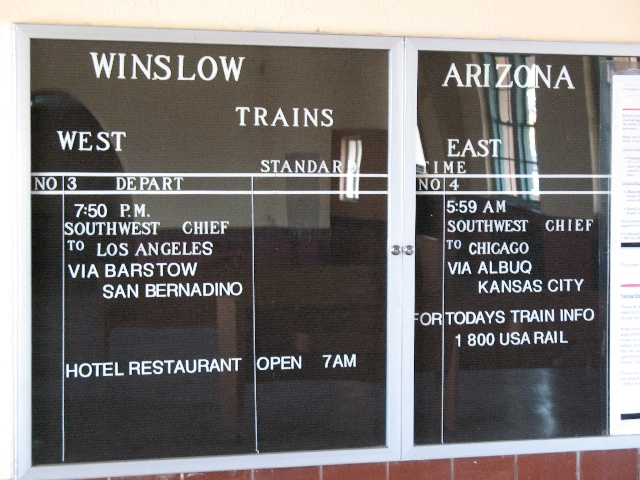 WINSLOW ARIZONA
TRAINS
WEST EAST
STANDARD TIME
NO 3 DEPART
7:50 P.M.
SOUTHWEST CHIEF
TO LOS ANGELES
VIA BARSTOW
SAN BERNADINO
HOTEL RESTAURANT OPEN 7AM
NO 4
5:59 AM
SOUTHWEST CHIEF
TO CHICAGO
VIA ALBUQ
KANSAS CITY
FOR TODAYS TRAIN INFO
1 800 USA RAIL